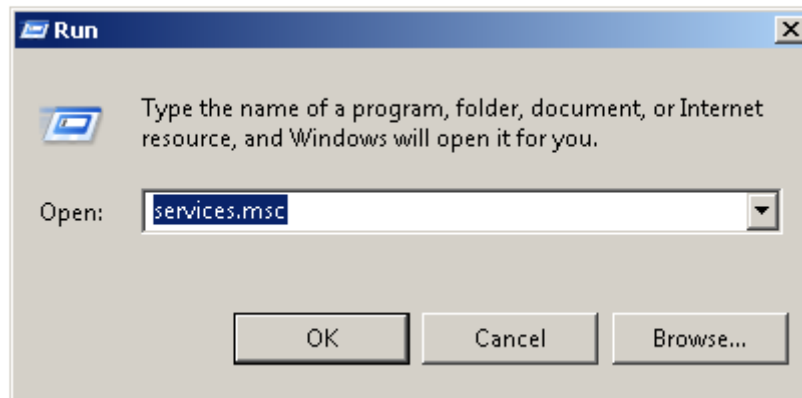 Run
Type the name of a program, folder, document, or Internet
resource, and Windows will open it for you.
Open: services.msc
OK Cancel Browse...